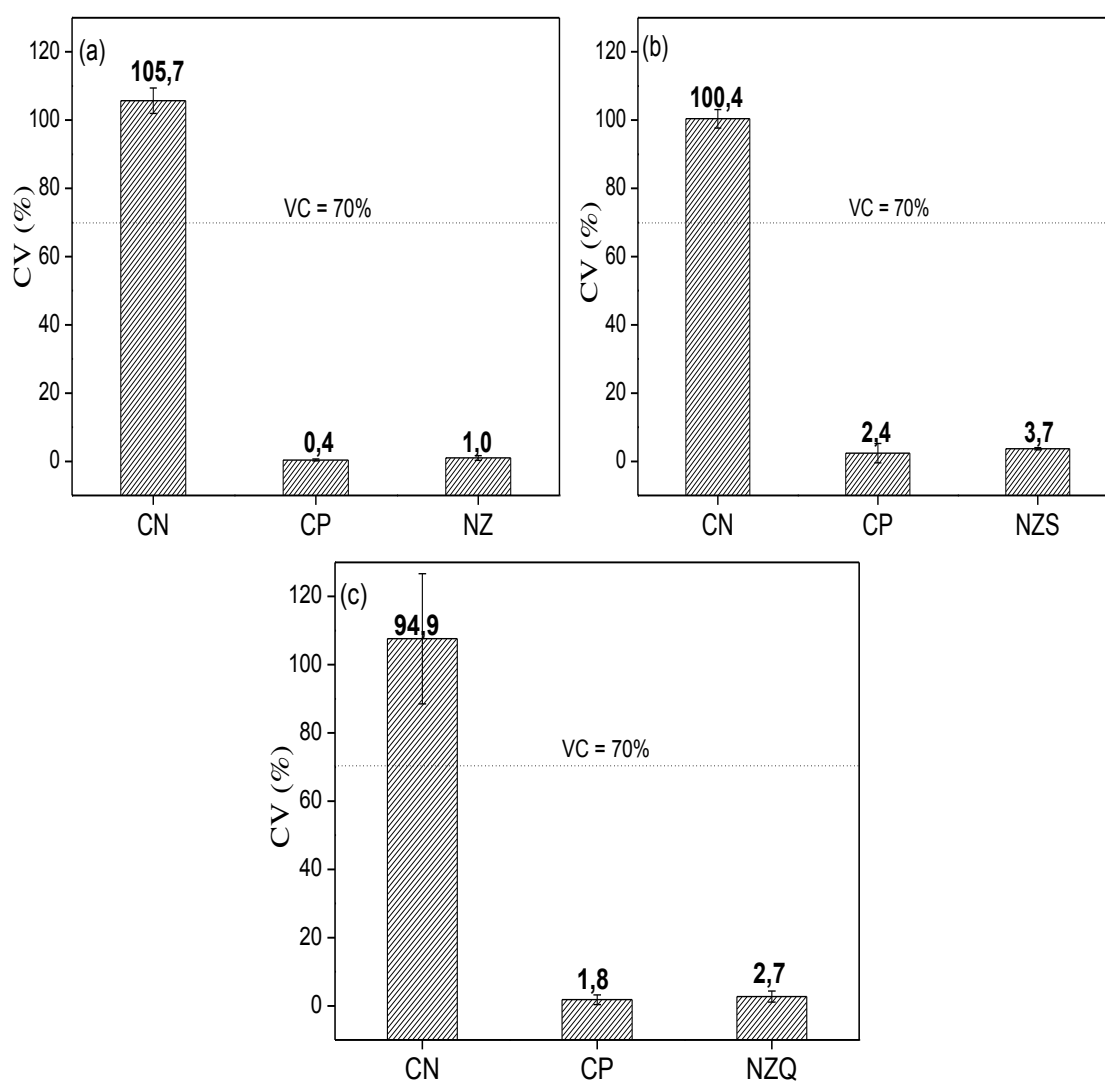 (a)
CV (%)
120
100
80
60
40
20
0
105,7
VC = 70%
0,4
1,0
CN CP NZ
(b)
CV (%)
120
100
80
60
40
20
0
100,4
VC = 70%
2,4
3,7
CN CP NZS
(c)
CV (%)
120
100
80
60
40
20
0
94,9
VC = 70%
1,8
2,7
CN CP NZQ